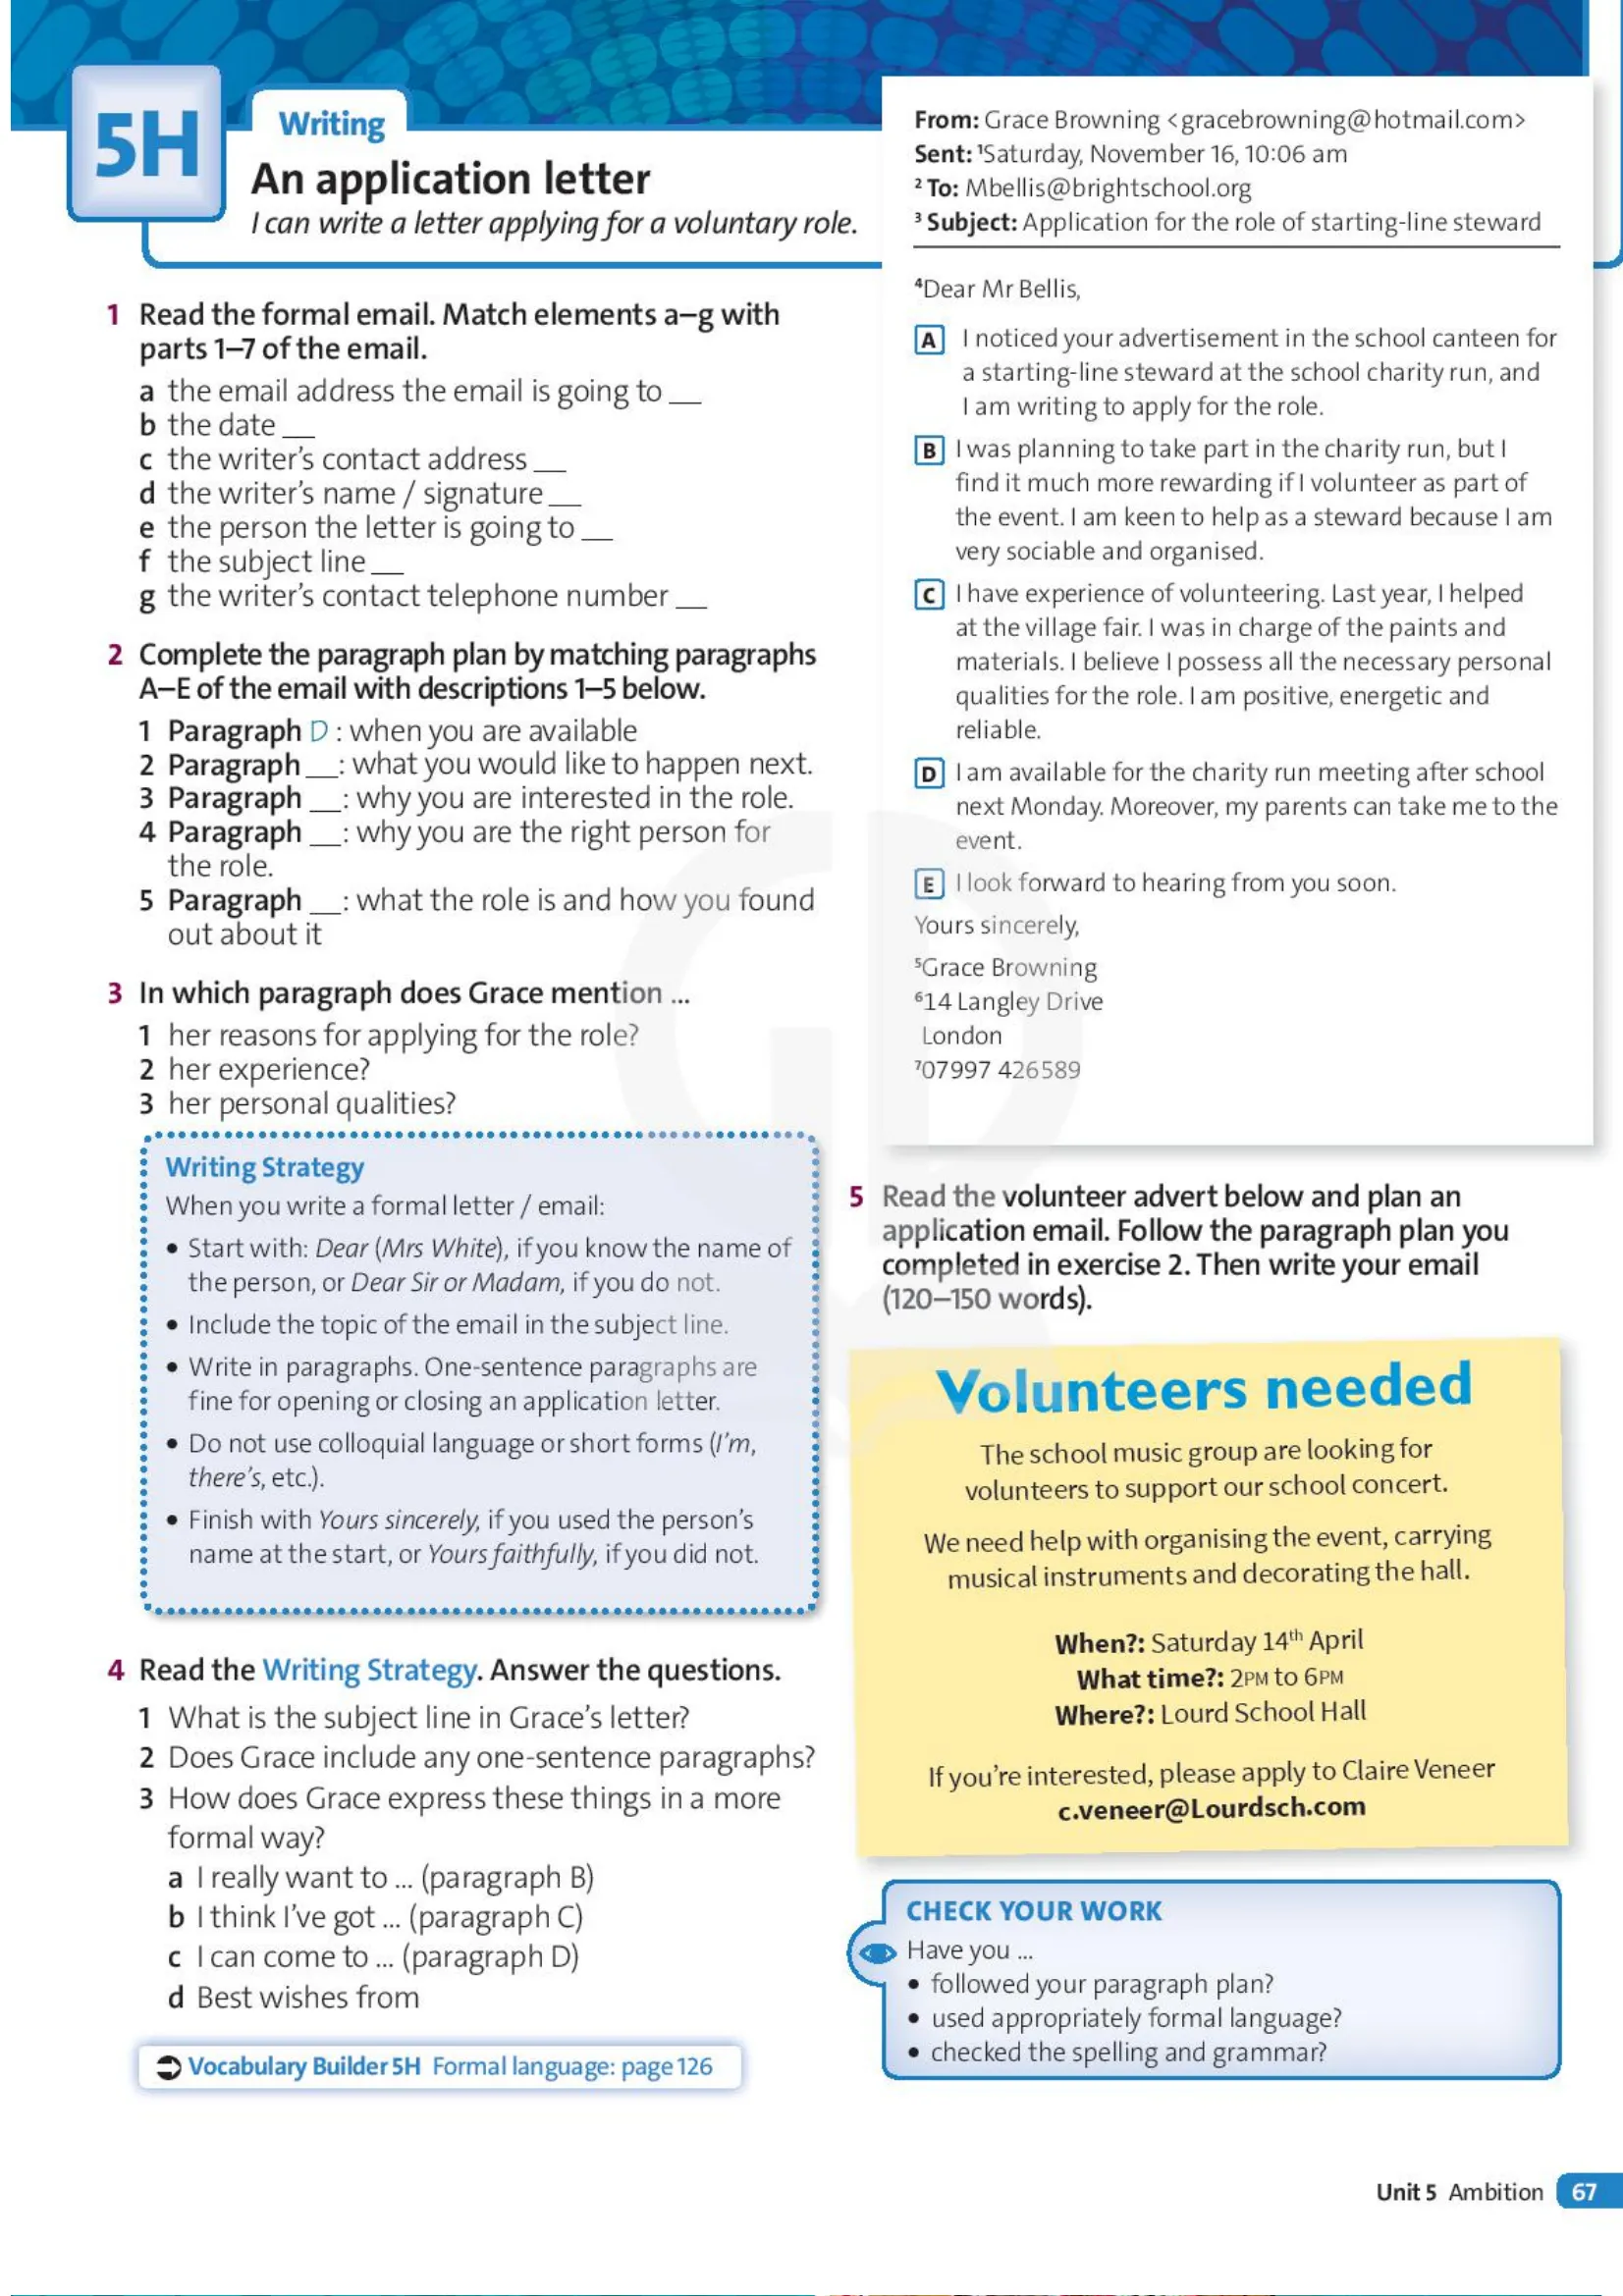 5H
Writing
An application letter
I can write a letter applying for a voluntary role.
1 Read the formal email. Match elements a–g with
parts 1–7 of the email.
a the email address the email is going to __
b the date __
c the writer's contact address __
d the writer's name / signature __
e the person the letter is going to __
f the subject line __
g the writer's contact telephone number __
2 Complete the paragraph plan by matching paragraphs
A–E of the email with descriptions 1–5 below.
1 Paragraph D : when you are available
2 Paragraph __: what you would like to happen next.
3 Paragraph __: why you are interested in the role.
4 Paragraph __: why you are the right person for
the role.
5 Paragraph __: what the role is and how you found
out about it
3 In which paragraph does Grace mention ...
1 her reasons for applying for the role?
2 her experience?
3 her personal qualities?
Writing Strategy
When you write a formal letter / email:
• Start with: Dear (Mrs White), if you know the name of
the person, or Dear Sir or Madam, if you do not.
• Include the topic of the email in the subject line.
• Write in paragraphs. One-sentence paragraphs are
fine for opening or closing an application letter.
• Do not use colloquial language or short forms (I'm,
there's, etc.).
• Finish with Yours sincerely, if you used the person's
name at the start, or Yours faithfully, if you did not.
4 Read the Writing Strategy. Answer the questions.
1 What is the subject line in Grace's letter?
2 Does Grace include any one-sentence paragraphs?
3 How does Grace express these things in a more
formal way?
a I really want to ... (paragraph B)
b I think I've got ... (paragraph C)
c I can come to ... (paragraph D)
d Best wishes from
Vocabulary Builder 5H Formal language: page 126
From: Grace Browning <gracebrowning@hotmail.com>
Sent: ¹Saturday, November 16, 10:06 am
² To: Mbellis@brightschool.org
³ Subject: Application for the role of starting-line steward
⁴Dear Mr Bellis,
A I noticed your advertisement in the school canteen for
a starting-line steward at the school charity run, and
I am writing to apply for the role.
B I was planning to take part in the charity run, but I
find it much more rewarding if I volunteer as part of
the event. I am keen to help as a steward because I am
very sociable and organised.
C I have experience of volunteering. Last year, I helped
at the village fair. I was in charge of the paints and
materials. I believe I possess all the necessary personal
qualities for the role. I am positive, energetic and
reliable.
D I am available for the charity run meeting after school
next Monday. Moreover, my parents can take me to the
event.
E I look forward to hearing from you soon.
Yours sincerely,
⁵Grace Browning
⁶14 Langley Drive
London
⁷07997 426589
5 Read the volunteer advert below and plan an
application email. Follow the paragraph plan you
completed in exercise 2. Then write your email
(120–150 words).
Volunteers needed
The school music group are looking for
volunteers to support our school concert.
We need help with organising the event, carrying
musical instruments and decorating the hall.
When?: Saturday 14th April
What time?: 2PM to 6PM
Where?: Lourd School Hall
If you're interested, please apply to Claire Veneer
c.veneer@Lourdsch.com
CHECK YOUR WORK
Have you ...
• followed your paragraph plan?
• used appropriately formal language?
• checked the spelling and grammar?
Unit 5 Ambition 67